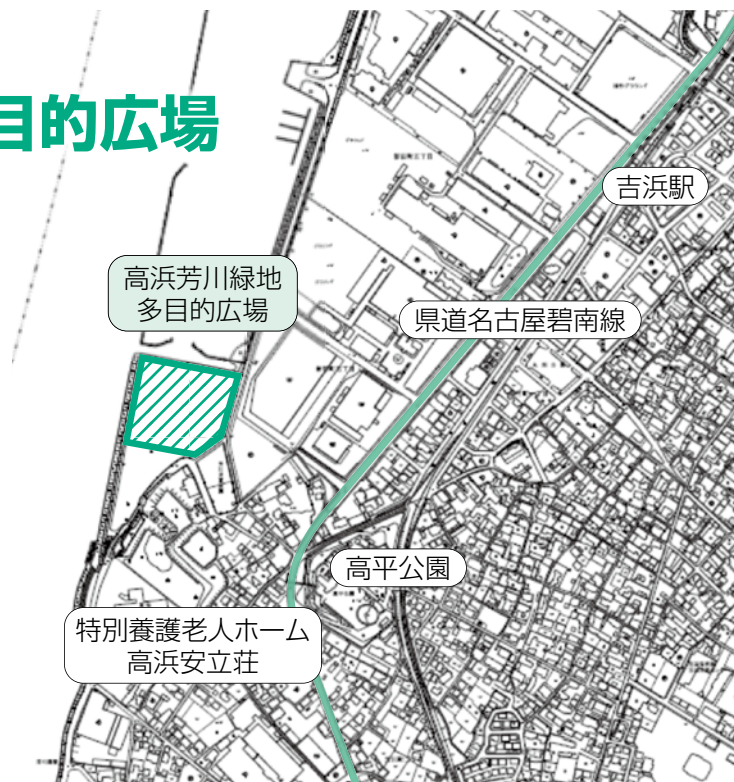 目的広場
吉浜駅
高浜芳川緑地
多目的広場
県道名古屋碧南線
高平公園
特別養護老人ホーム
高浜安立荘